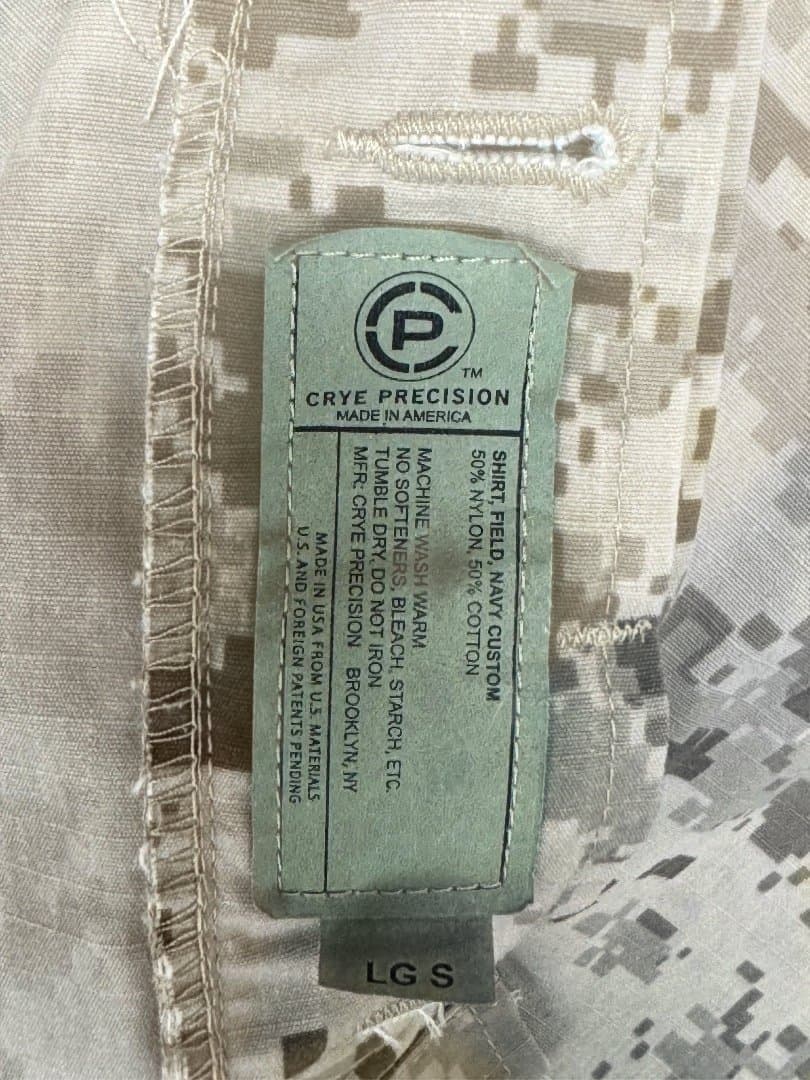 CP
TM
CRYE PRECISION
MADE IN AMERICA
SHIRT, FIELD, NAVY CUSTOM
50% NYLON, 50% COTTON
MACHINE WASH WARM
NO SOFTENERS, BLEACH, STARCH, ETC.
TUMBLE DRY, DO NOT IRON
MFR: CRYE PRECISION BROOKLYN, NY
MADE IN USA FROM U.S. MATERIALS
U.S. AND FOREIGN PATENTS PENDING
LG S